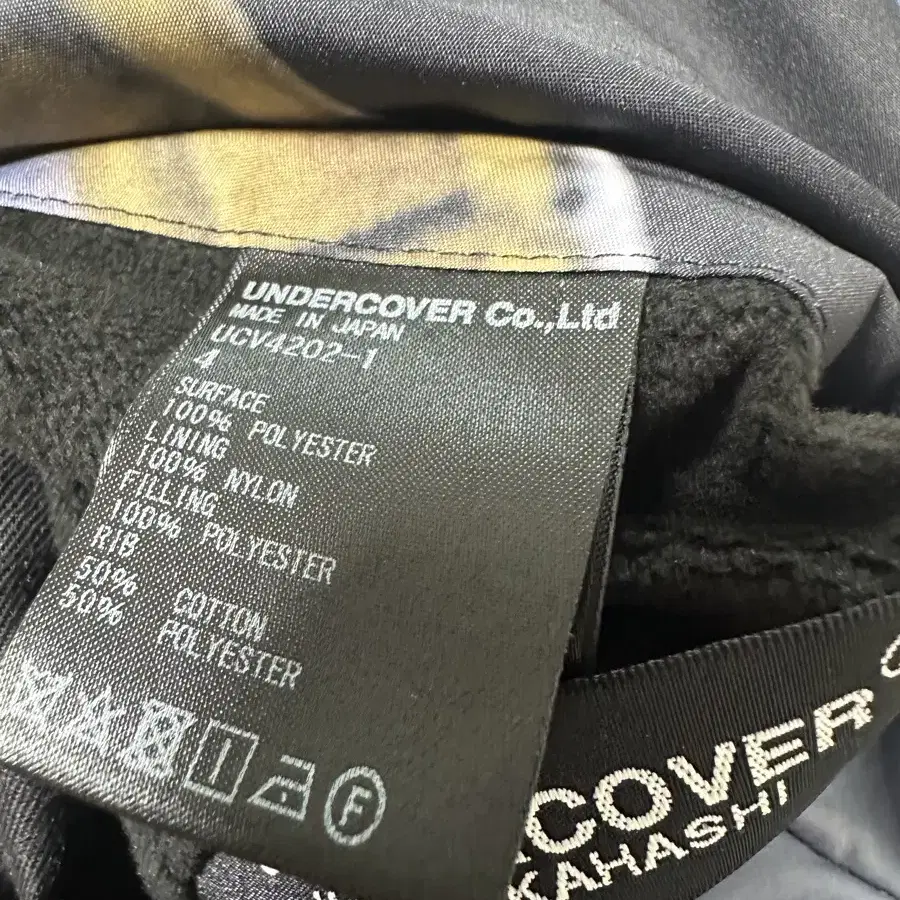 UNDERCOVER Co.,Ltd
MADE IN JAPAN
UCV4202-1
4
SURFACE
100% POLYESTER
LINING
100% NYLON
FILLING
100% POLYESTER
RIB
50% COTTON
50% POLYESTER
F
COVER
KAHASHI